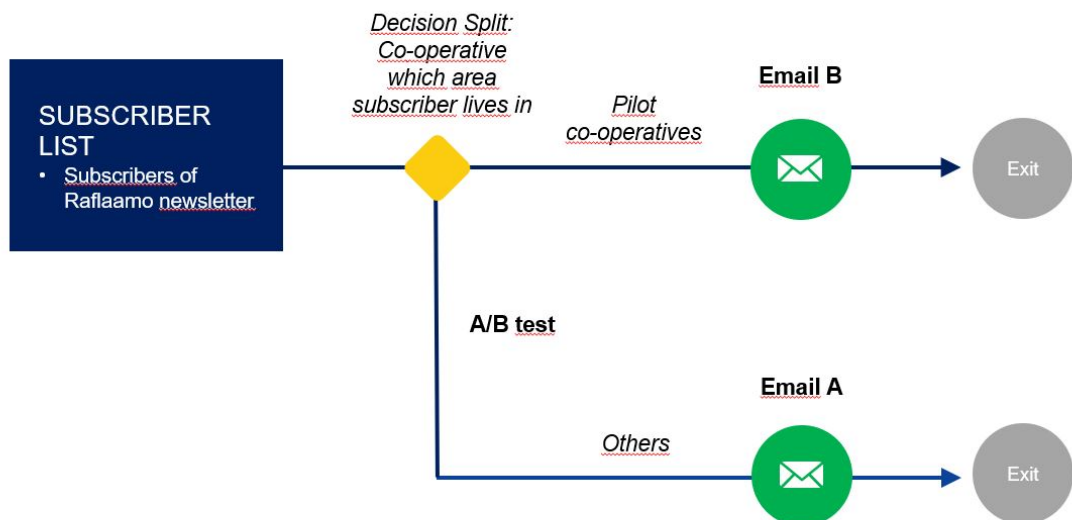 Decision Split:
Co-operative
which area
subscriber lives in
SUBSCRIBER
LIST
• Subscribers of
Raflaamo newsletter
Pilot
co-operatives
Email B
Exit
A/B test
Email A
Others
Exit